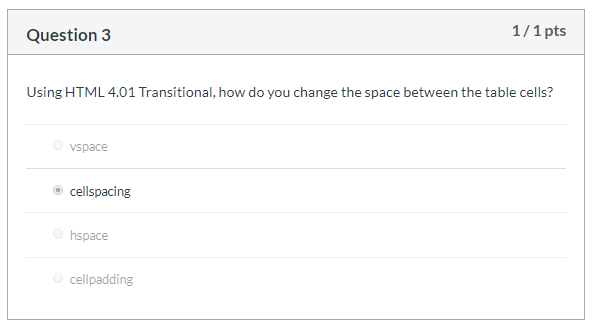 Question 3
1 / 1 pts
Using HTML 4.01 Transitional, how do you change the space between the table cells?
vspace
cellspacing
hspace
cellpadding